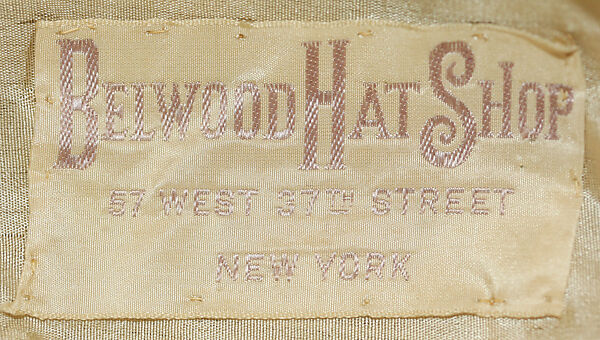 BELWOOD HAT SHOP
57 WEST 37TH STREET
NEW YORK